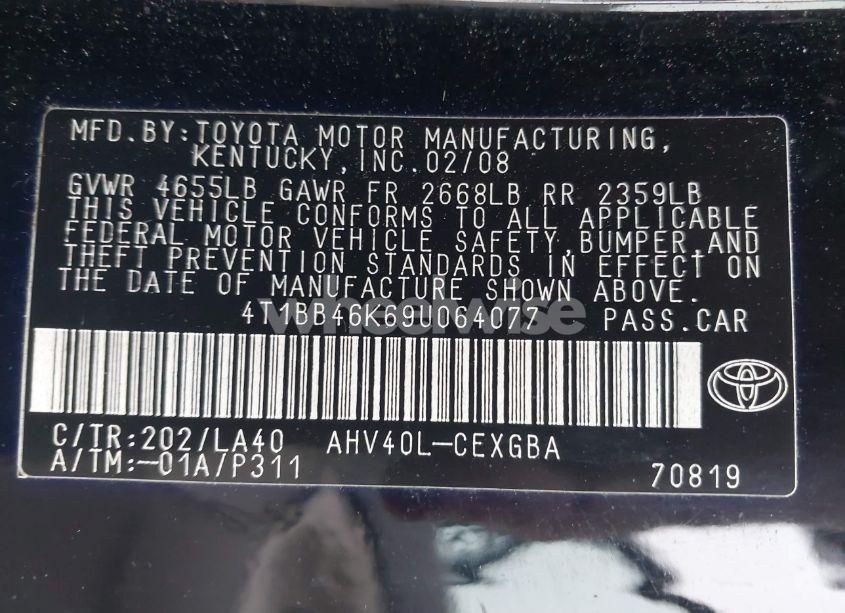 MFD.BY:TOYOTA MOTOR MANUFACTURING,
KENTUCKY,INC.02/08
GVWR 4655LB GAWR FR 2668LB RR 2359LB
THIS VEHICLE CONFORMS TO ALL APPLICABLE
FEDERAL MOTOR VEHICLE SAFETY,BUMPER,AND
THEFT PREVENTION STANDARDS IN EFFECT ON
THE DATE OF MANUFACTURE SHOWN ABOVE.
wheelwise
4T1BB46K69U064077 PASS.CAR
C/TR:202/LA40 AHV40L-CEXGBA
A/TM:-01A/P311 70819